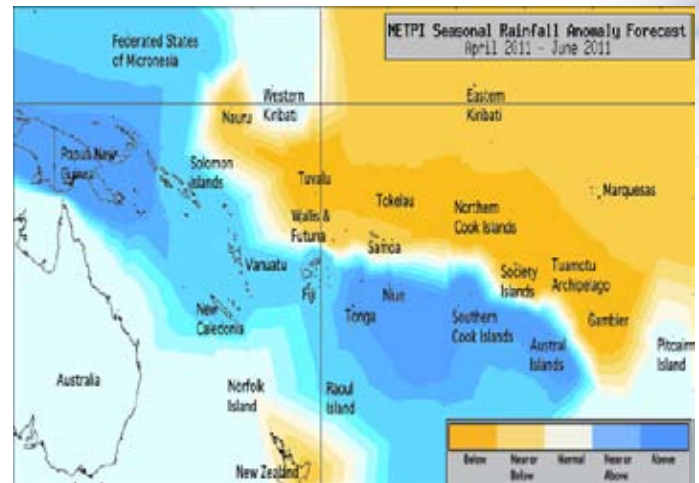 METPI Seasonal Rainfall Anomaly Forecast
April 2011 - June 2011
Federated States
of Micronesia
Western
Kiribati
Eastern
Kiribati
Nauru
Papua New
Guinea
Solomon
Islands
Tuvalu
Tokelau
Northern
Cook Islands
Marquesas
Wallis &
Futuna
Samoa
Vanuatu
Fiji
Society
Islands
Tuamotu
Archipelago
Niue
Tonga
New
Caledonia
Southern
Cook Islands
Austral
Islands
Gambier
Pitcairn
Island
Australia
Norfolk
Island
Raoul
Island
New Zealand
Below
Near or
Below
Normal
Near or
Above
Above